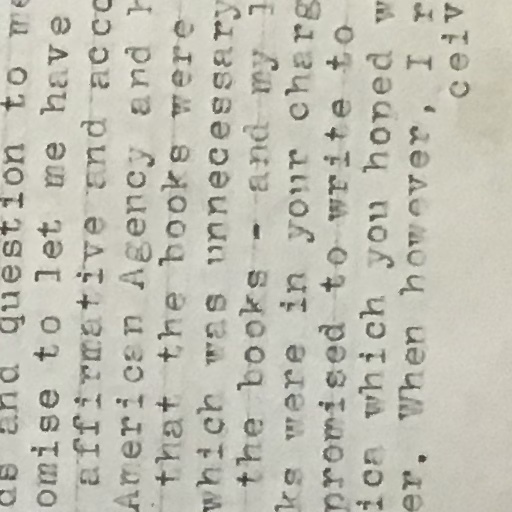 ds and question to me
omise to let me have
affirmative and acco
American Agency and h
that the books were
which was unnecessary
the books - and my l
ks were in your charg
promised to write to
ica which you hoped w
er. When however, I r
ceiv